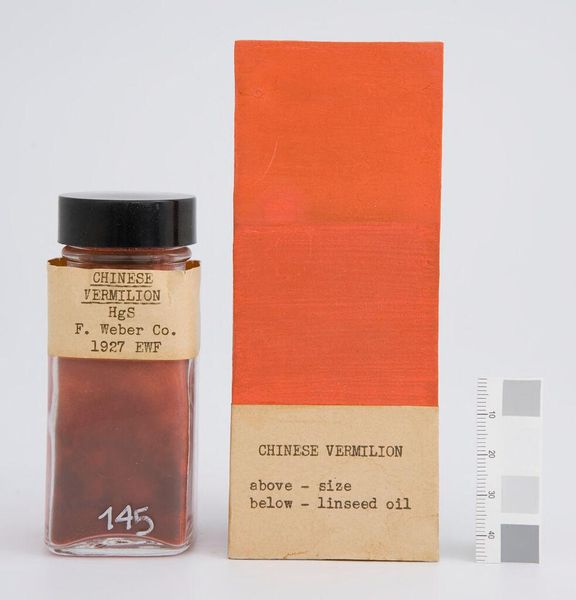 CHINESE
VERMILION
HgS
F. Weber Co.
1927 EWF
145
CHINESE VERMILION
above - size
below - linseed oil
10
20
30
40